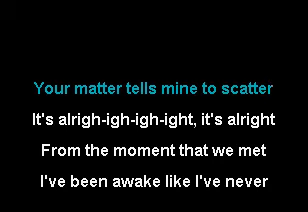 Your matter tells mine to scatter
It's alrigh-igh-igh-ight, it's alright
From the moment that we met
I've been awake like I've never